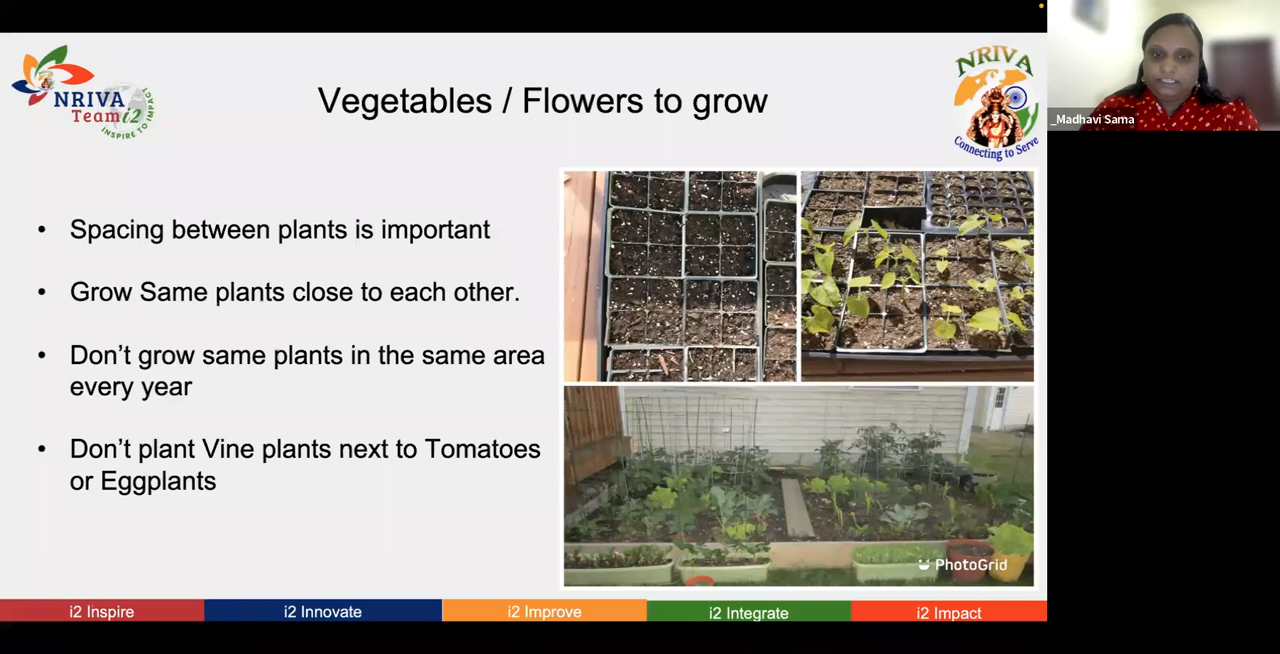 NRIVA
Team i2
INSPIRE TO IMPACT
Vegetables / Flowers to grow
NRIVA
Connecting to Serve
_Madhavi Sama
• Spacing between plants is important
• Grow Same plants close to each other.
• Don't grow same plants in the same area
every year
• Don't plant Vine plants next to Tomatoes
or Eggplants
PhotoGrid
i2 Inspire
i2 Innovate
i2 Improve
i2 Integrate
i2 Impact